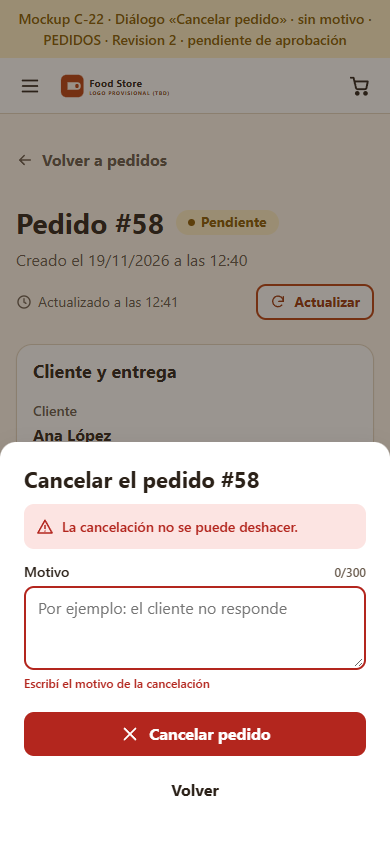 Mockup C-22 · Diálogo «Cancelar pedido» · sin motivo ·
PEDIDOS · Revision 2 · pendiente de aprobación
Food Store
LOGO PROVISIONAL (TBD)
Volver a pedidos
Pedido #58
Pendiente
Creado el 19/11/2026 a las 12:40
Actualizado a las 12:41
Actualizar
Cliente y entrega
Cliente
Ana López
Cancelar el pedido #58
La cancelación no se puede deshacer.
Motivo
0/300
Por ejemplo: el cliente no responde
Escribí el motivo de la cancelación
Cancelar pedido
Volver